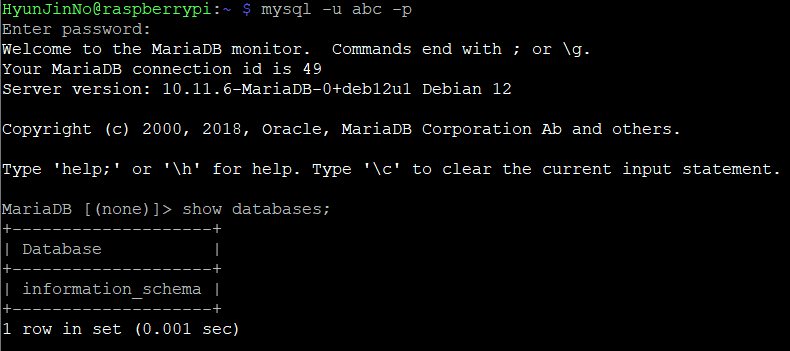 HyunJinNo@raspberrypi:~ $ mysql -u abc -p
Enter password:
Welcome to the MariaDB monitor.  Commands end with ; or \g.
Your MariaDB connection id is 49
Server version: 10.11.6-MariaDB-0+deb12u1 Debian 12

Copyright (c) 2000, 2018, Oracle, MariaDB Corporation Ab and others.

Type 'help;' or '\h' for help. Type '\c' to clear the current input statement.

MariaDB [(none)]> show databases;
+--------------------+
| Database           |
+--------------------+
| information_schema |
+--------------------+
1 row in set (0.001 sec)